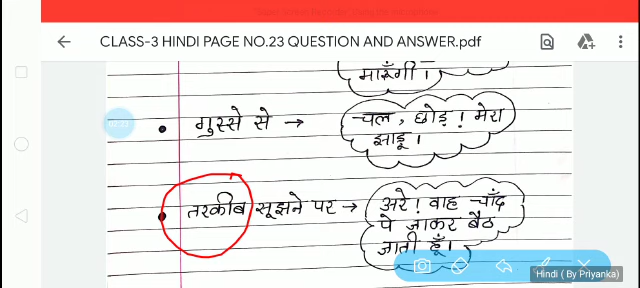 CLASS-3 HINDI PAGE NO.23 QUESTION AND ANSWER.pdf
मारूँगी।
• गुस्से से → चल, छोड़! मेरा
झाडू।
• तरकीब सूझने पर → अरे! वाह चाँद
पे जाकर बैठ
जाती हूँ।
Hindi ( By Priyanka)